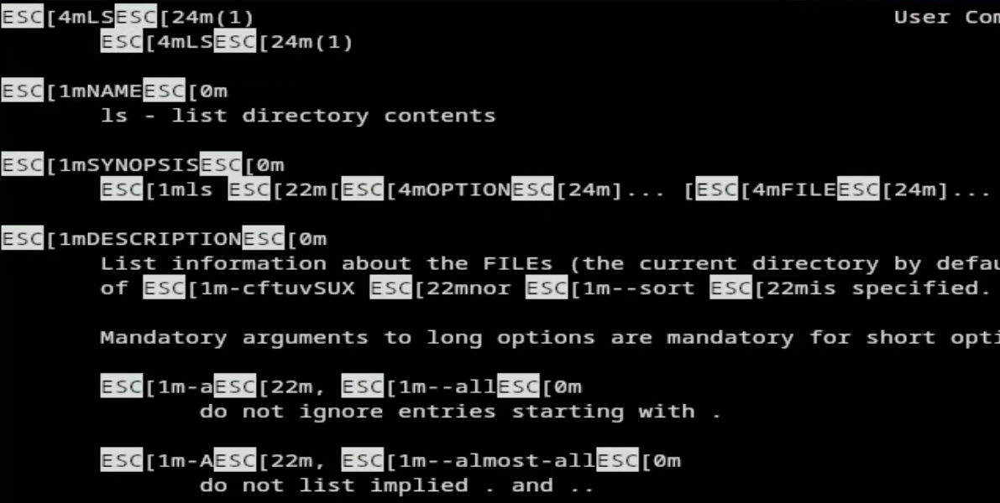 ESC[4mLSESC[24m(1) User Com
ESC[4mLSESC[24m(1)
ESC[1mNAMEESC[0m
ls - list directory contents
ESC[1mSYNOPSISESC[0m
ESC[1mls ESC[22m[ESC[4mOPTIONESC[24m]... [ESC[4mFILEESC[24m]...
ESC[1mDESCRIPTIONESC[0m
List information about the FILEs (the current directory by defau
of ESC[1m-cftuvSUX ESC[22mnor ESC[1m--sort ESC[22mis specified.
Mandatory arguments to long options are mandatory for short opti
ESC[1m-aESC[22m, ESC[1m--allESC[0m
do not ignore entries starting with .
ESC[1m-AESC[22m, ESC[1m--almost-allESC[0m
do not list implied . and ..